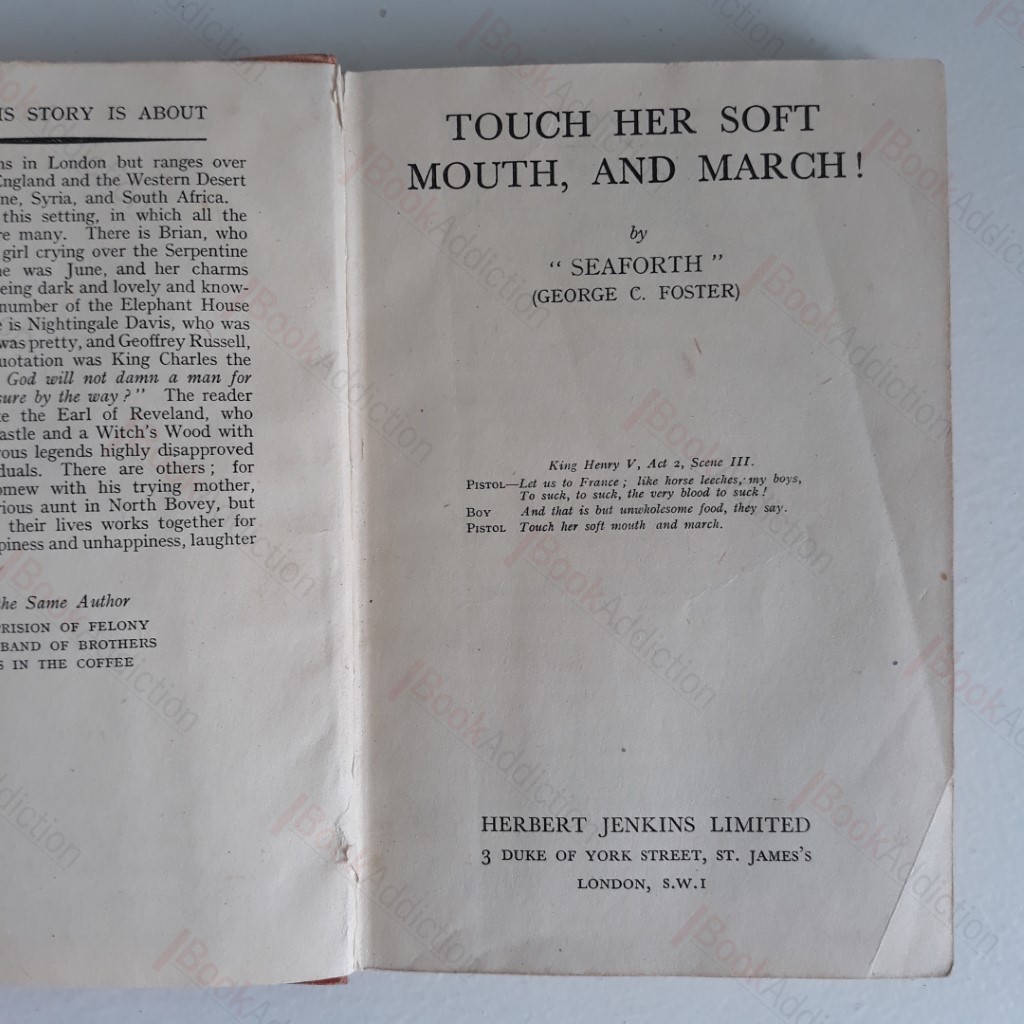 IS STORY IS ABOUT
ns in London but ranges over
England and the Western Desert
ne, Syria, and South Africa.
this setting, in which all the
re many. There is Brian, who
girl crying over the Serpentine
he was June, and her charms
eing dark and lovely and know-
number of the Elephant House
e is Nightingale Davis, who was
was pretty, and Geoffrey Russell,
uotation was King Charles the
God will not damn a man for
sure by the way?" The reader
te the Earl of Reveland, who
astle and a Witch's Wood with
rous legends highly disapproved
duals. There are others; for
omew with his trying mother,
rious aunt in North Bovey, but
their lives works together for
piness and unhappiness, laughter
the Same Author
RISION OF FELONY
BAND OF BROTHERS
S IN THE COFFEE
TOUCH HER SOFT
MOUTH, AND MARCH!
by
"SEAFORTH"
(GEORGE C. FOSTER)
King Henry V, Act 2, Scene III.
PISTOL—Let us to France; like horse leeches, my boys,
To suck, to suck, the very blood to suck!
BOY And that is but unwholesome food, they say.
PISTOL Touch her soft mouth and march.
HERBERT JENKINS LIMITED
3 DUKE OF YORK STREET, ST. JAMES'S
LONDON, S.W.1
BookAddiction